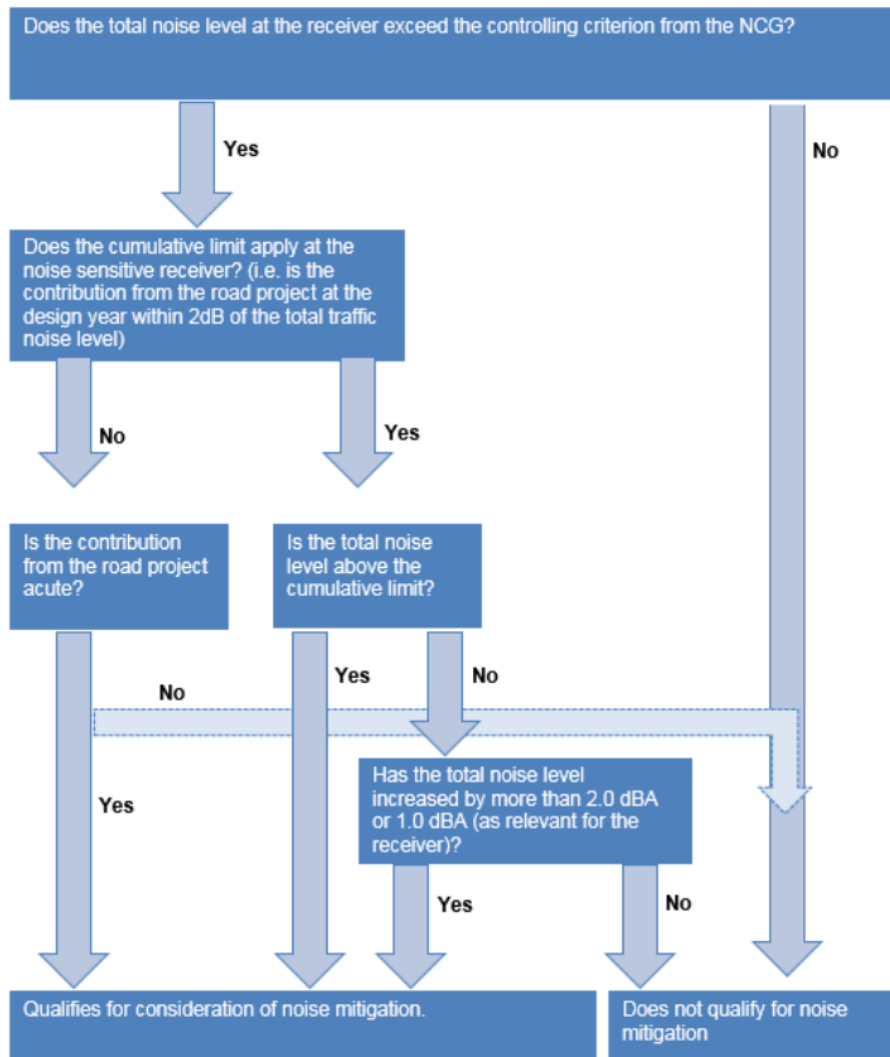 Does the total noise level at the receiver exceed the controlling criterion from the NCG?
Yes
No
Does the cumulative limit apply at the
noise sensitive receiver? (i.e. is the
contribution from the road project at the
design year within 2dB of the total traffic
noise level)
No
Yes
Is the contribution
from the road project
acute?
Is the total noise
level above the
cumulative limit?
No
Yes
No
Yes
Has the total noise level
increased by more than 2.0 dBA
or 1.0 dBA (as relevant for the
receiver)?
Yes
No
Qualifies for consideration of noise mitigation.
Does not qualify for noise
mitigation